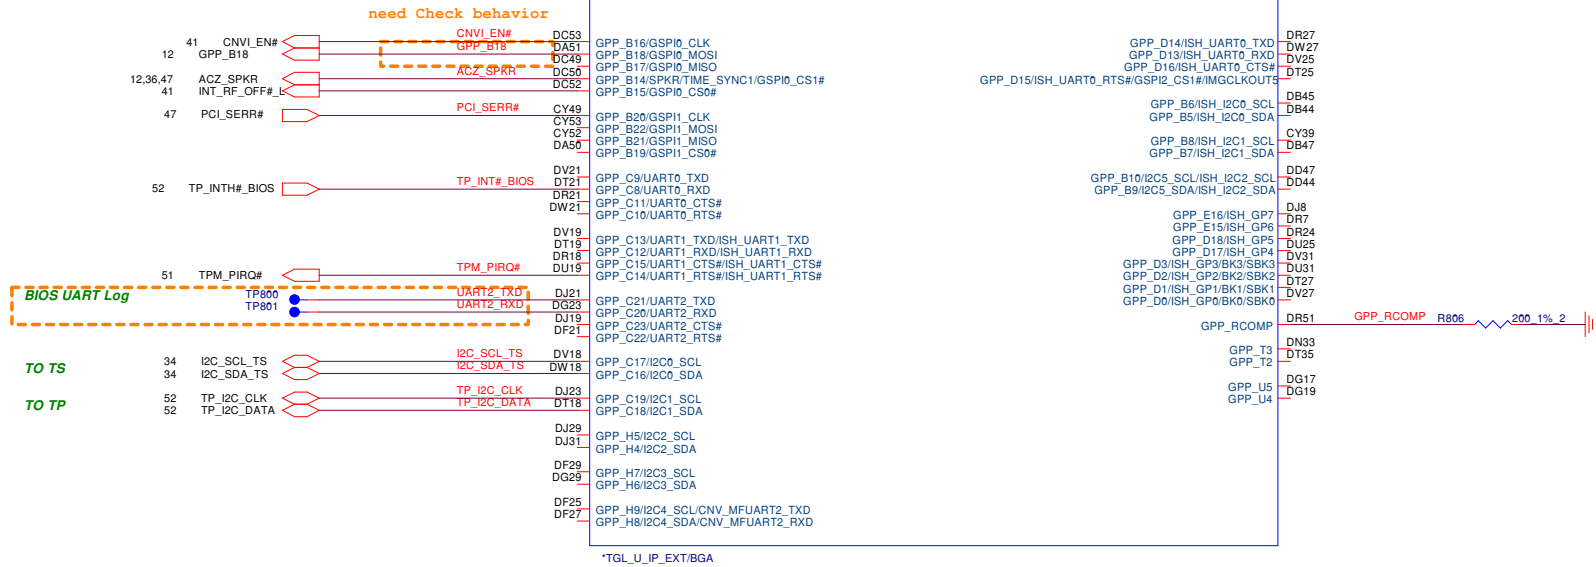 need Check behavior
41 CNVI_EN# CNVI_EN# DC53 GPP_B16/GSPI0_CLK
12 GPP_B18 GPP_B18 DA51 GPP_B18/GSPI0_MOSI
DC49 GPP_B17/GSPI0_MISO
12,36,47 ACZ_SPKR ACZ_SPKR DC50 GPP_B14/SPKR/TIME_SYNC1/GSPI0_CS1#
41 INT_RF_OFF#_L DC52 GPP_B15/GSPI0_CS0#
47 PCI_SERR# PCI_SERR# CY49 GPP_B20/GSPI1_CLK
CY53 GPP_B22/GSPI1_MOSI
CY52 GPP_B21/GSPI1_MISO
DA50 GPP_B19/GSPI1_CS0#
DV21 GPP_C9/UART0_TXD
52 TP_INTH#_BIOS TP_INT#_BIOS DT21 GPP_C8/UART0_RXD
DR21 GPP_C11/UART0_CTS#
DW21 GPP_C10/UART0_RTS#
DV19 GPP_C13/UART1_TXD/ISH_UART1_TXD
DT19 GPP_C12/UART1_RXD/ISH_UART1_RXD
DR18 GPP_C15/UART1_CTS#/ISH_UART1_CTS#
51 TPM_PIRQ# TPM_PIRQ# DU19 GPP_C14/UART1_RTS#/ISH_UART1_RTS#
BIOS UART Log TP800 UART2_TXD DJ21 GPP_C21/UART2_TXD
TP801 UART2_RXD DG23 GPP_C20/UART2_RXD
DJ19 GPP_C23/UART2_CTS#
DF21 GPP_C22/UART2_RTS#
TO TS 34 I2C_SCL_TS I2C_SCL_TS DV18 GPP_C17/I2C0_SCL
34 I2C_SDA_TS I2C_SDA_TS DW18 GPP_C16/I2C0_SDA
TO TP 52 TP_I2C_CLK TP_I2C_CLK DJ23 GPP_C19/I2C1_SCL
52 TP_I2C_DATA TP_I2C_DATA DT18 GPP_C18/I2C1_SDA
DJ29 GPP_H5/I2C2_SCL
DJ31 GPP_H4/I2C2_SDA
DF29 GPP_H7/I2C3_SCL
DG29 GPP_H6/I2C3_SDA
DF25 GPP_H9/I2C4_SCL/CNV_MFUART2_TXD
DF27 GPP_H8/I2C4_SDA/CNV_MFUART2_RXD
GPP_D14/ISH_UART0_TXD DR27
GPP_D13/ISH_UART0_RXD DW27
GPP_D16/ISH_UART0_CTS# DV25
GPP_D15/ISH_UART0_RTS#/GSPI2_CS1#/IMGCLKOUT5 DT25
GPP_B6/ISH_I2C0_SCL DB45
GPP_B5/ISH_I2C0_SDA DB44
GPP_B8/ISH_I2C1_SCL CY39
GPP_B7/ISH_I2C1_SDA DB47
GPP_B10/I2C5_SCL/ISH_I2C2_SCL DD47
GPP_B9/I2C5_SDA/ISH_I2C2_SDA DD44
GPP_E16/ISH_GP7 DJ8
GPP_E15/ISH_GP6 DR7
GPP_D18/ISH_GP5 DR24
GPP_D17/ISH_GP4 DU25
GPP_D3/ISH_GP3/BK3/SBK3 DV31
GPP_D2/ISH_GP2/BK2/SBK2 DU31
GPP_D1/ISH_GP1/BK1/SBK1 DT27
GPP_D0/ISH_GP0/BK0/SBK0 DV27
GPP_RCOMP DR51 GPP_RCOMP R806 200_1%_2
GPP_T3 DN33
GPP_T2 DT35
GPP_U5 DG17
GPP_U4 DG19
*TGL_U_IP_EXT/BGA